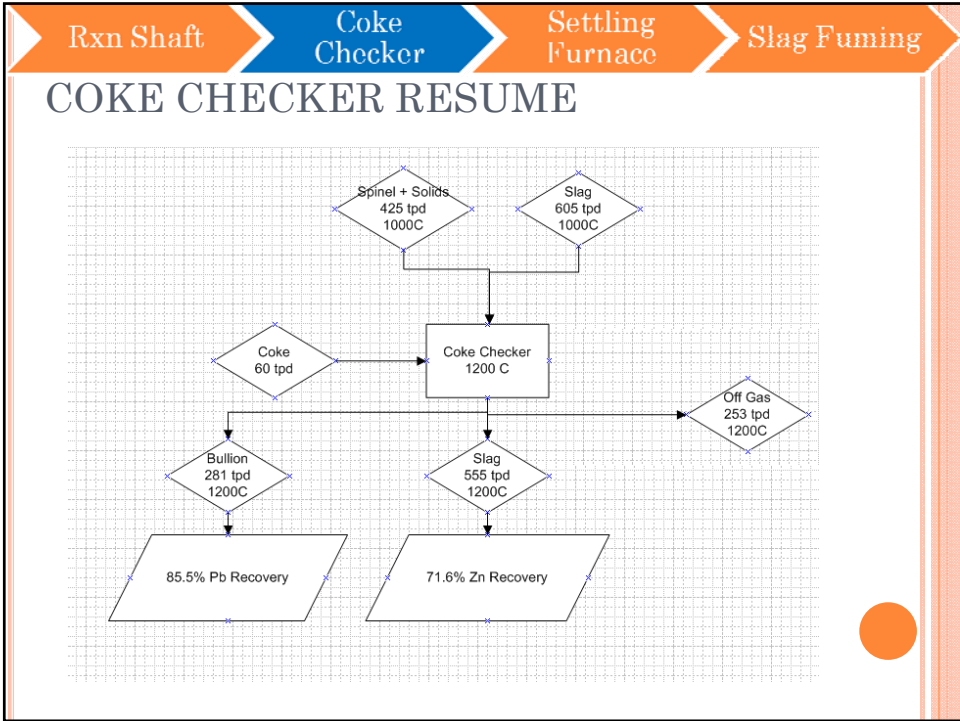 Rxn Shaft
Coke
Checker
Settling
Furnace
Slag Fuming
COKE CHECKER RESUME
Spinel + Solids
425 tpd
1000C
Slag
605 tpd
1000C
Coke
60 tpd
Coke Checker
1200 C
Off Gas
253 tpd
1200C
Bullion
281 tpd
1200C
Slag
555 tpd
1200C
85.5% Pb Recovery
71.6% Zn Recovery